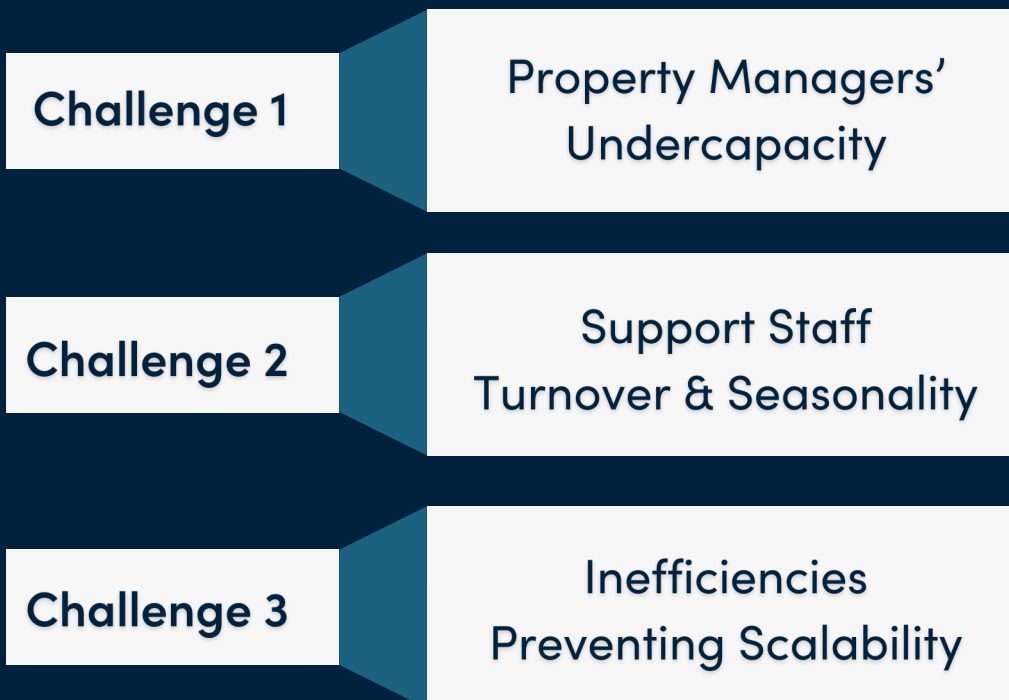 Challenge 1
Property Managers’
Undercapacity
Challenge 2
Support Staff
Turnover & Seasonality
Challenge 3
Inefficiencies
Preventing Scalability